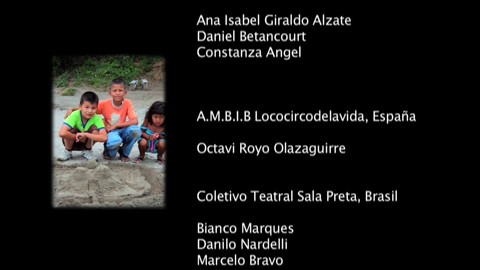 Ana Isabel Giraldo Alzate
Daniel Betancourt
Constanza Angel
A.M.B.I.B Lococircodelavida, España
Octavi Royo Olazaguirre
Coletivo Teatral Sala Preta, Brasil
Bianco Marques
Danilo Nardelli
Marcelo Bravo